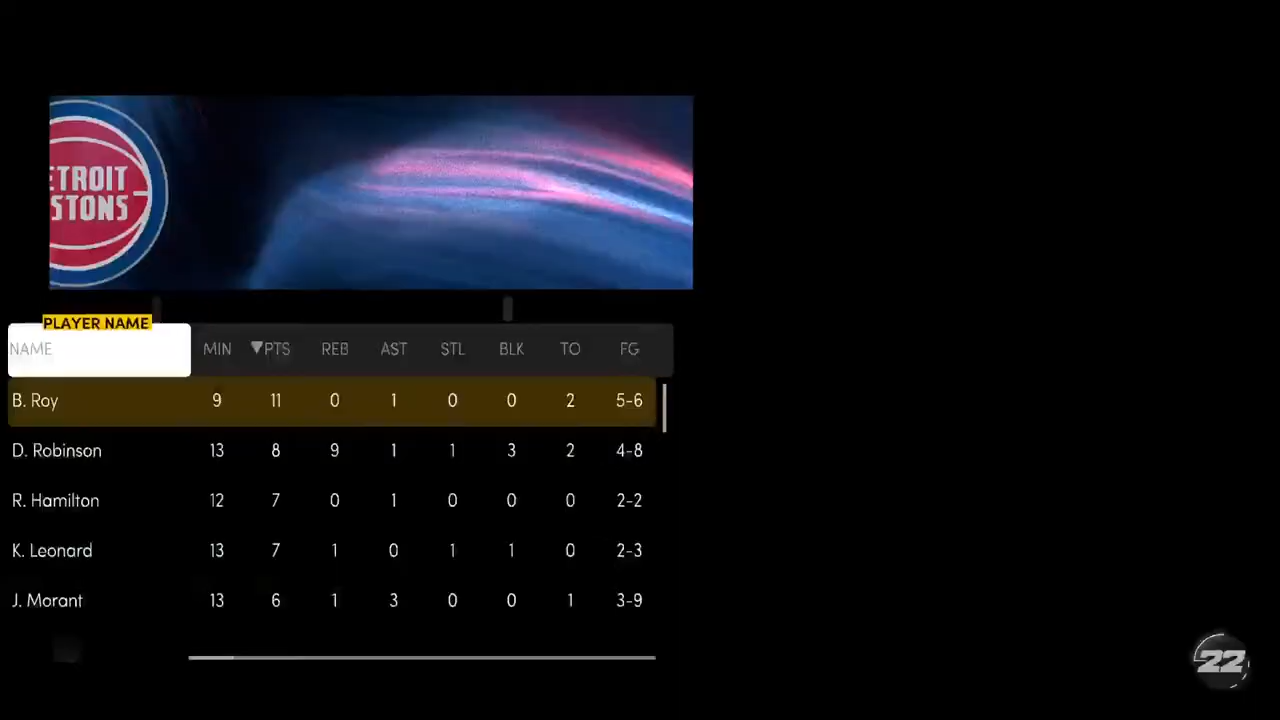 ETROIT
STONS
PLAYER NAME
NAME MIN ▼PTS REB AST STL BLK TO FG
B. Roy 9 11 0 1 0 0 2 5-6
D. Robinson 13 8 9 1 1 3 2 4-8
R. Hamilton 12 7 0 1 0 0 0 2-2
K. Leonard 13 7 1 0 1 1 0 2-3
J. Morant 13 6 1 3 0 0 1 3-9
22